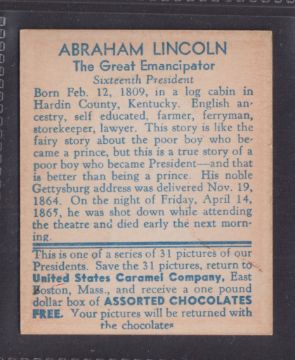 ABRAHAM LINCOLN
The Great Emancipator
Sixteenth President
Born Feb. 12, 1809, in a log cabin in
Hardin County, Kentucky. English an-
cestry, self educated, farmer, ferryman,
storekeeper, lawyer. This story is like the
fairy story about the poor boy who be-
came a prince, but this is a true story of a
poor boy who became President—and that
is better than being a prince. His noble
Gettysburg address was delivered Nov. 19,
1864. On the night of Friday, April 14,
1865, he was shot down while attending
the theatre and died early the next morn-
ing.
This is one of a series of 31 pictures of our
Presidents. Save the 31 pictures, return to
United States Caramel Company, East
Boston, Mass., and receive a one pound
dollar box of ASSORTED CHOCOLATES
FREE. Your pictures will be returned with
the chocolates